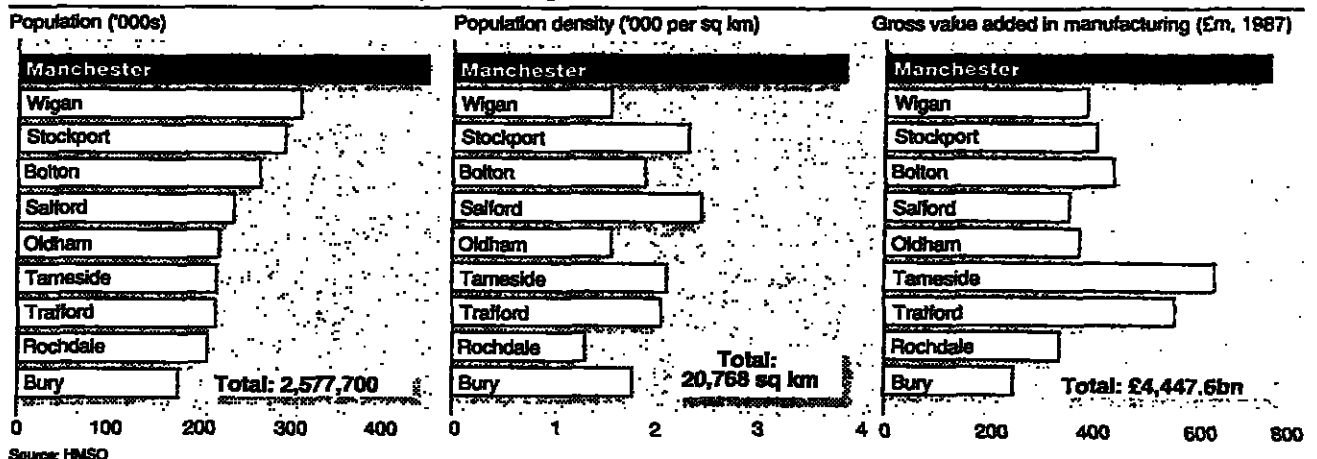 Population ('000s)
Manchester
Wigan
Stockport
Bolton
Salford
Oldham
Tameside
Trafford
Rochdale
Bury
Total: 2,577,700
0 100 200 300 400
Population density ('000 per sq km)
Manchester
Wigan
Stockport
Bolton
Salford
Oldham
Tameside
Trafford
Rochdale
Bury
Total:
20,768 sq km
0 1 2 3 4
Gross value added in manufacturing (£m, 1987)
Manchester
Wigan
Stockport
Bolton
Salford
Oldham
Tameside
Trafford
Rochdale
Bury
Total: £4,447.6bn
0 200 400 600 800
Source: HMSO